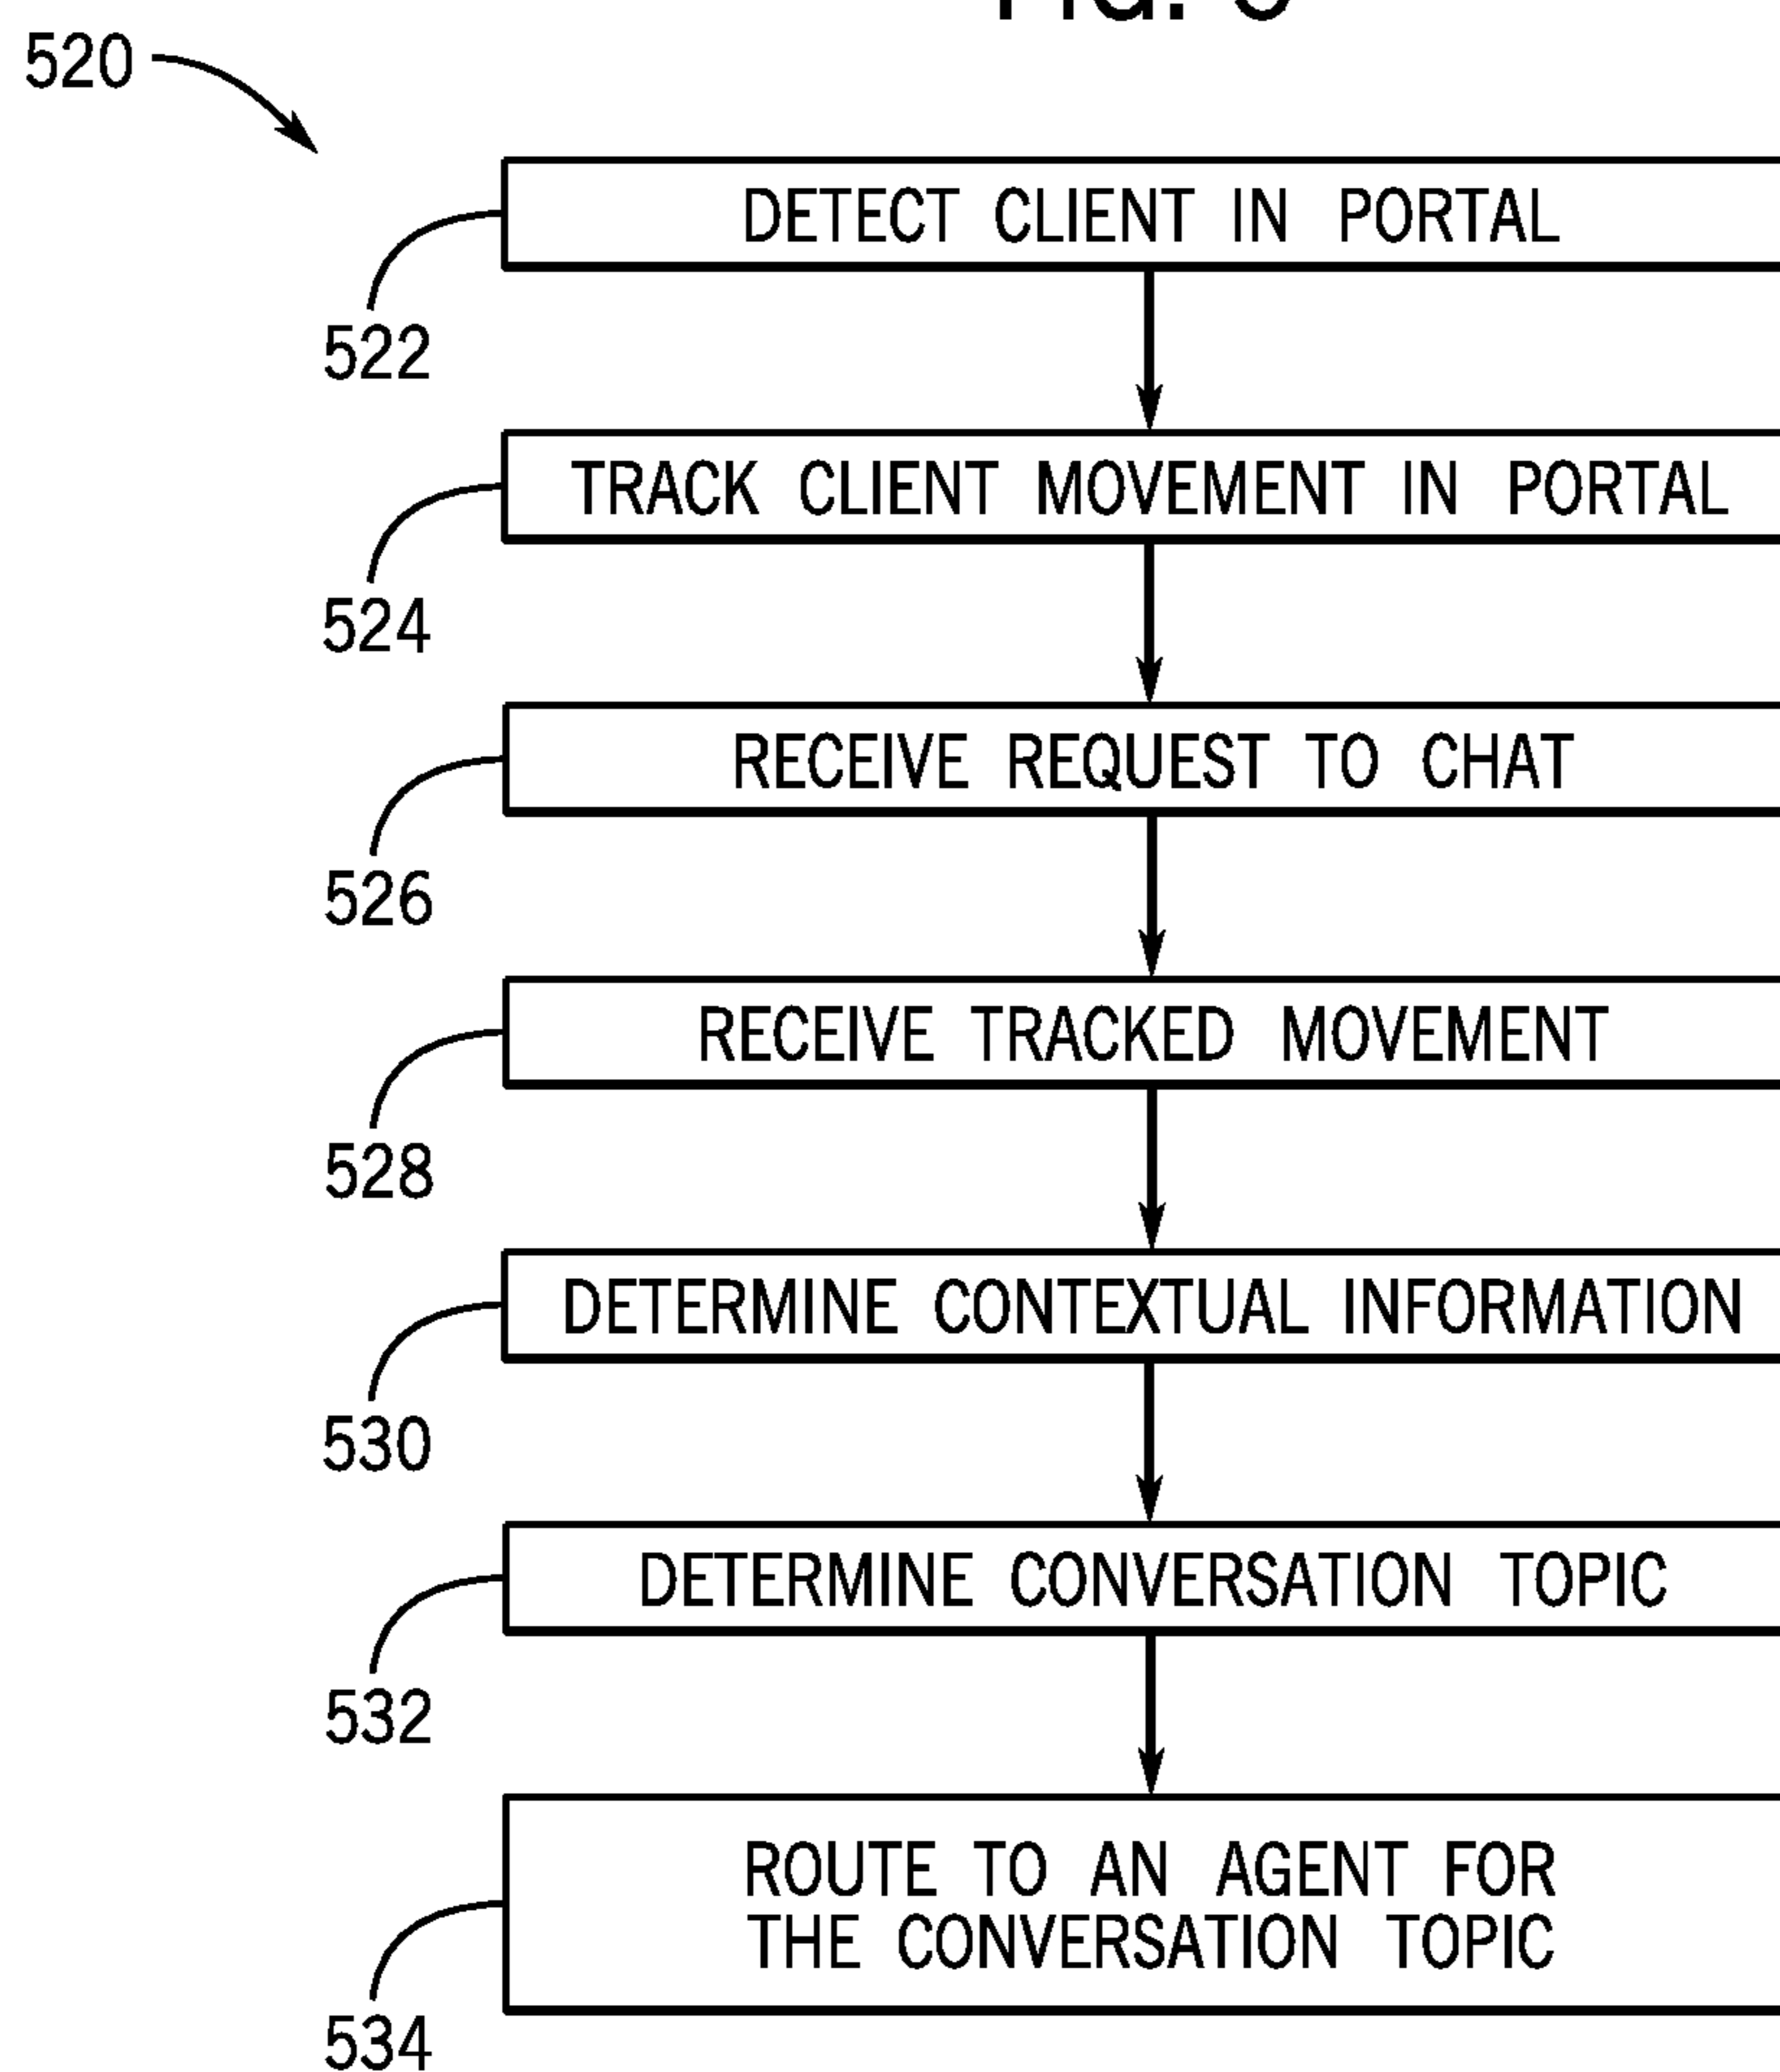 520
DETECT CLIENT IN PORTAL
522
TRACK CLIENT MOVEMENT IN PORTAL
524
RECEIVE REQUEST TO CHAT
526
RECEIVE TRACKED MOVEMENT
528
DETERMINE CONTEXTUAL INFORMATION
530
DETERMINE CONVERSATION TOPIC
532
ROUTE TO AN AGENT FOR
THE CONVERSATION TOPIC
534